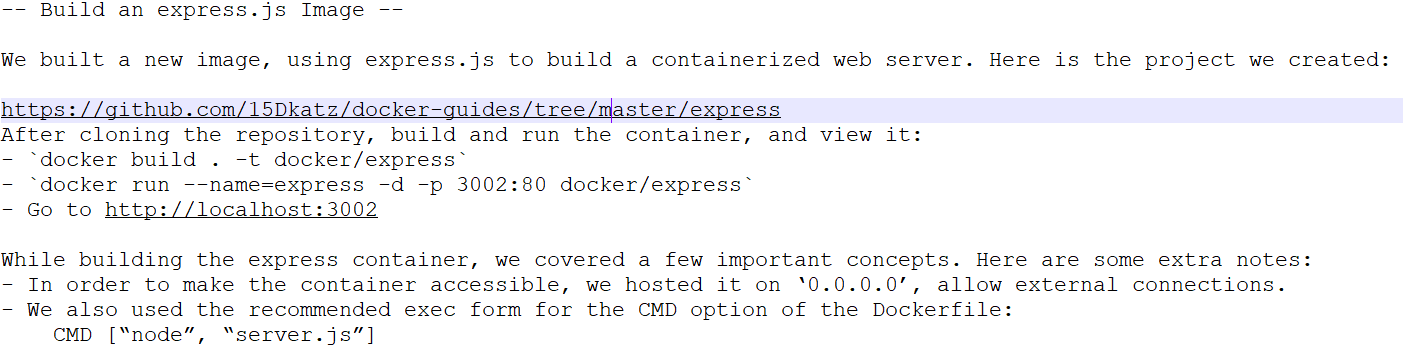 -- Build an express.js Image --
We built a new image, using express.js to build a containerized web server. Here is the project we created:
https://github.com/15Dkatz/docker-guides/tree/master/express
After cloning the repository, build and run the container, and view it:
- `docker build . -t docker/express`
- `docker run --name=express -d -p 3002:80 docker/express`
- Go to http://localhost:3002
While building the express container, we covered a few important concepts. Here are some extra notes:
- In order to make the container accessible, we hosted it on ‘0.0.0.0’, allow external connections.
- We also used the recommended exec form for the CMD option of the Dockerfile:
    CMD [“node”, “server.js”]